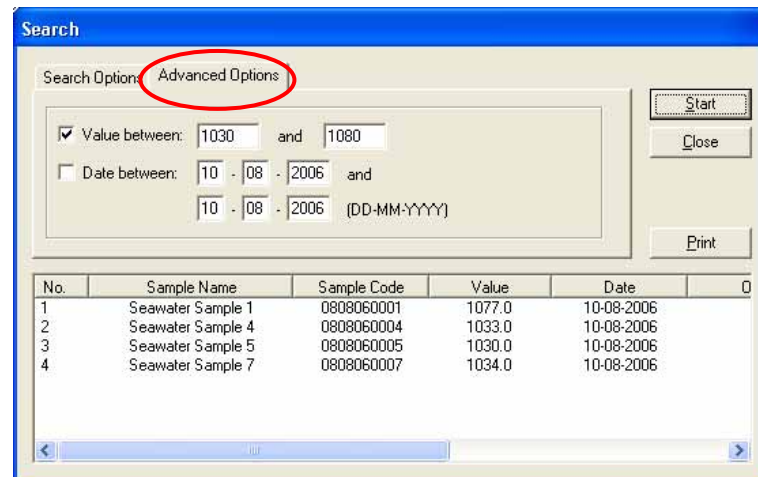 Search
Search Options Advanced Options
Start
Value between: 1030 and 1080
Close
Date between: 10 - 08 - 2006 and
10 - 08 - 2006 (DD-MM-YYYY)
Print
No. Sample Name Sample Code Value Date O
1 Seawater Sample 1 0808060001 1077.0 10-08-2006
2 Seawater Sample 4 0808060004 1033.0 10-08-2006
3 Seawater Sample 5 0808060005 1030.0 10-08-2006
4 Seawater Sample 7 0808060007 1034.0 10-08-2006